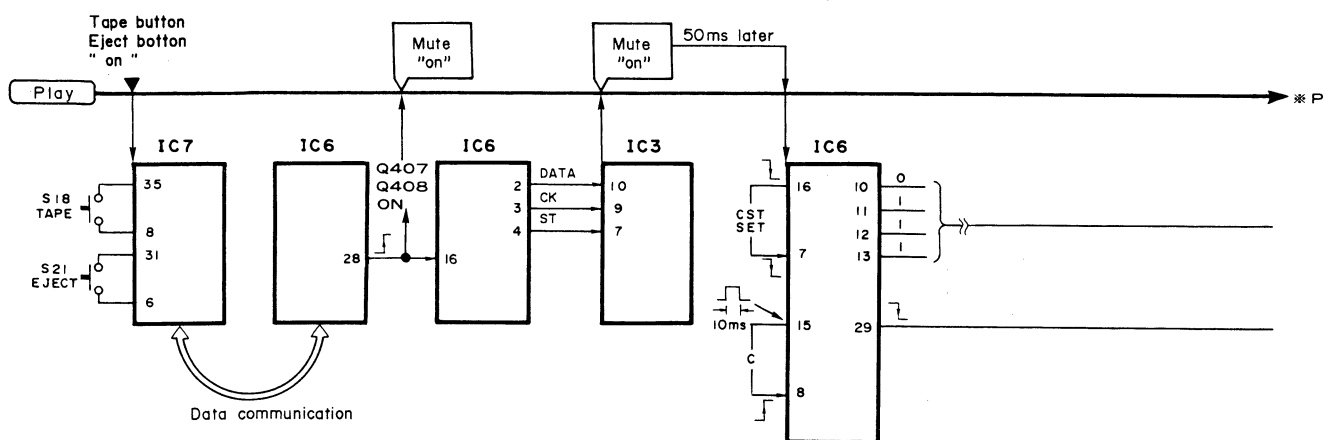 Tape button
Eject botton
" on "
Mute
"on"
Mute
"on"
50ms later
Play
※P
IC7
IC6
IC6
IC3
IC6
Q407
Q408
ON
S18
TAPE
35
8
S21
EJECT
31
6
28
16
2
3
4
DATA
CK
ST
10
9
7
CST
SET
16
7
10
11
12
13
0
1
1
1
10ms
15
C
8
29
Data communication